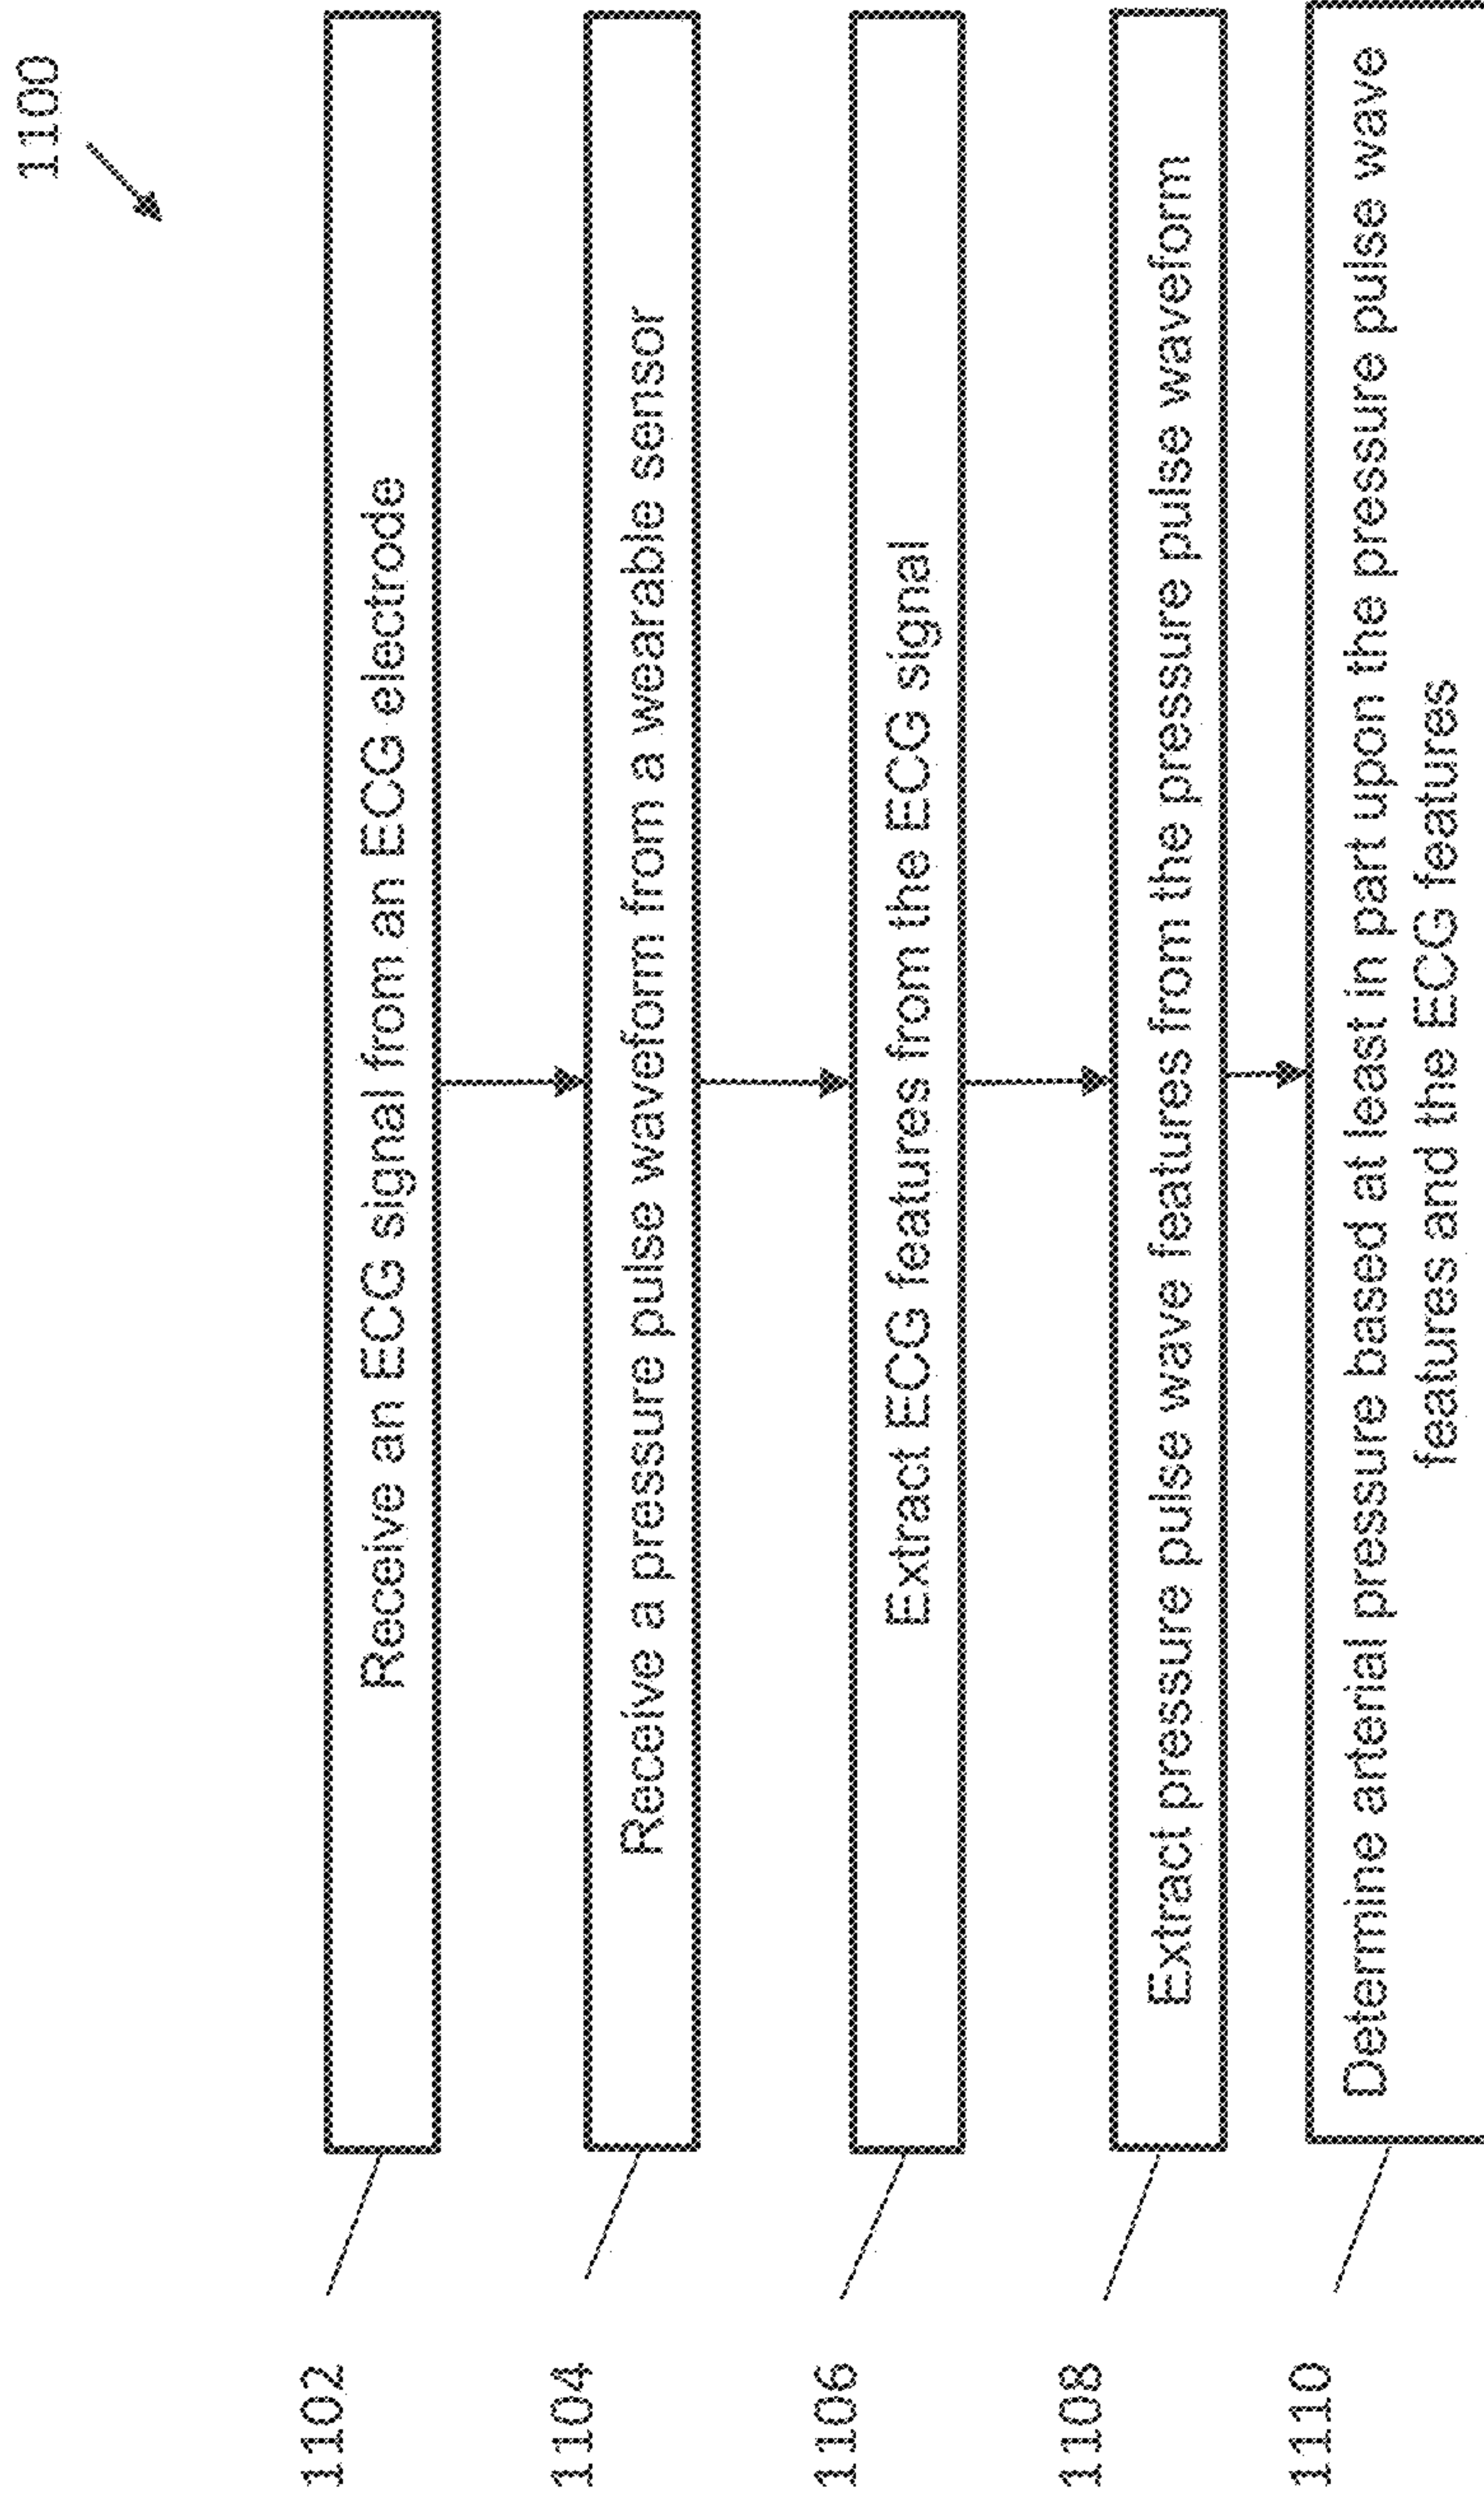 1100
1102
Receive an ECG signal from an ECG electrode
1104
Receive a pressure pulse waveform from a wearable sensor
1106
Extract ECG features from the ECG signal
1108
Extract pressure pulse wave features from the pressure pulse waveform
1110
Determine arterial pressure based at least in part upon the pressure pulse wave
features and the ECG features